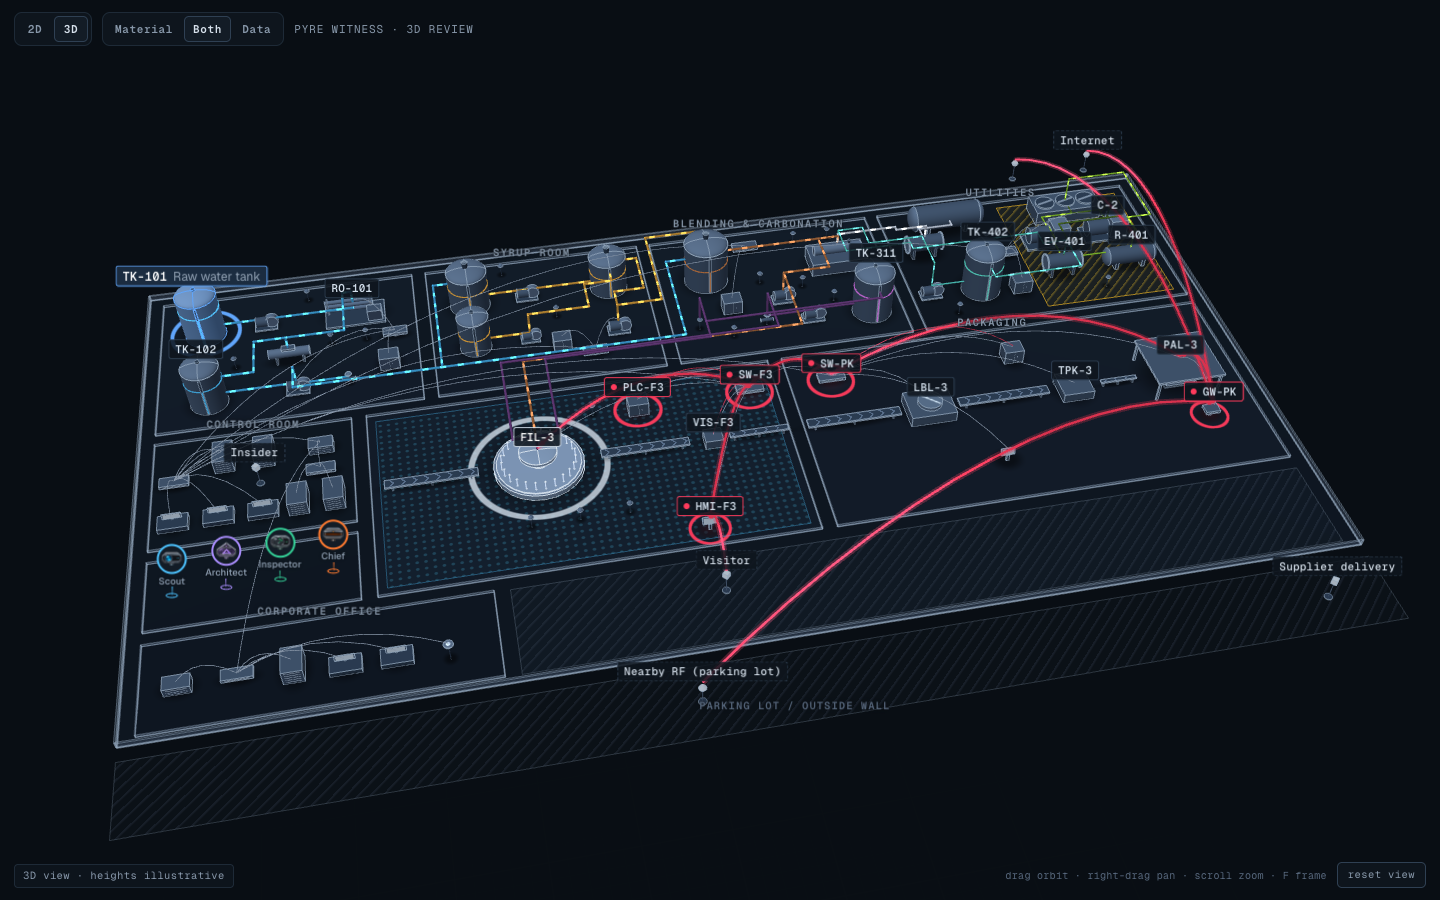 2D
3D
Material
Both
Data
PYRE WITNESS · 3D REVIEW
Internet
UTILITIES
C-2
BLENDING & CARBONATION
TK-402
R-401
EV-401
SYRUP ROOM
TK-311
TK-101 Raw water tank
RO-101
PACKAGING
TK-102
PAL-3
SW-PK
TPK-3
SW-F3
PLC-F3
LBL-3
GW-PK
VIS-F3
CONTROL ROOM
FIL-3
Insider
HMI-F3
Scout
Architect
Inspector
Chief
Visitor
Supplier delivery
CORPORATE OFFICE
Nearby RF (parking lot)
PARKING LOT / OUTSIDE WALL
3D view · heights illustrative
drag orbit · right-drag pan · scroll zoom · F frame
reset view